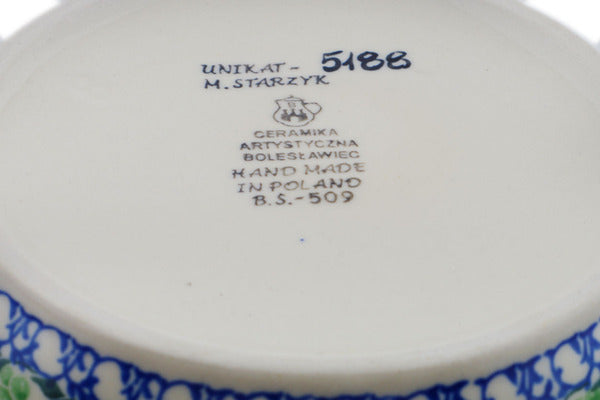 UNIKAT - 5188
M. STARZYK
B
CERAMIKA
ARTYSTYCZNA
BOLESŁAWIEC
HAND MADE
IN POLAND
B.S.-509